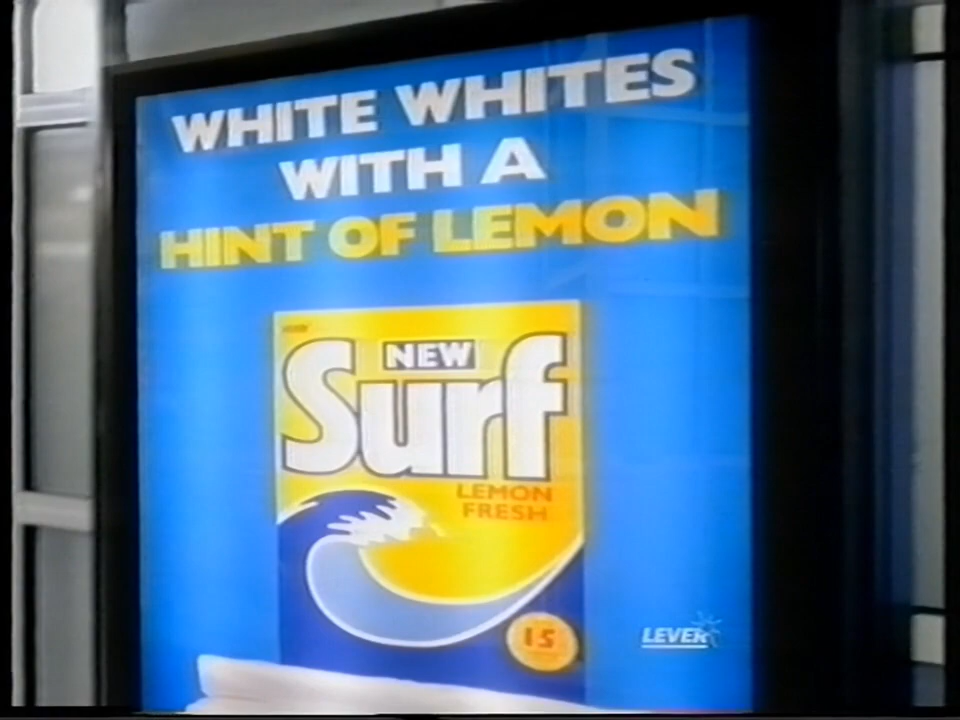 WHITE WHITES
WITH A
HINT OF LEMON
NEW
Surf
LEMON
FRESH
15
LEVER